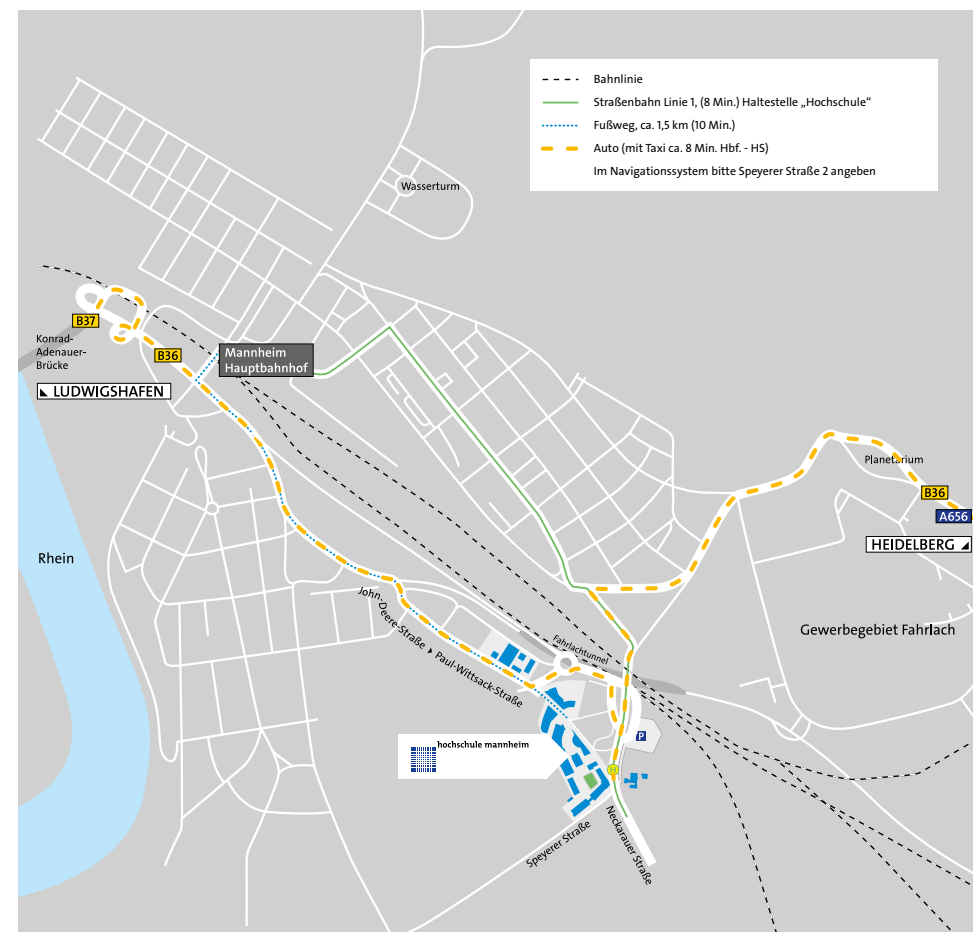 Bahnlinie
Straßenbahn Linie 1, (8 Min.) Haltestelle „Hochschule“
Fußweg, ca. 1,5 km (10 Min.)
Auto (mit Taxi ca. 8 Min. Hbf. - HS)
Im Navigationssystem bitte Speyerer Straße 2 angeben
Wasserturm
B37
Konrad-
Adenauer-
Brücke
B36
Mannheim
Hauptbahnhof
LUDWIGSHAFEN
Planetarium
B36
A656
HEIDELBERG
Rhein
John-Deere-Straße
Paul-Wittsack-Straße
Fahrlachtunnel
Gewerbegebiet Fahrlach
P
hochschule mannheim
H
Speyerer Straße
Neckarauer Straße